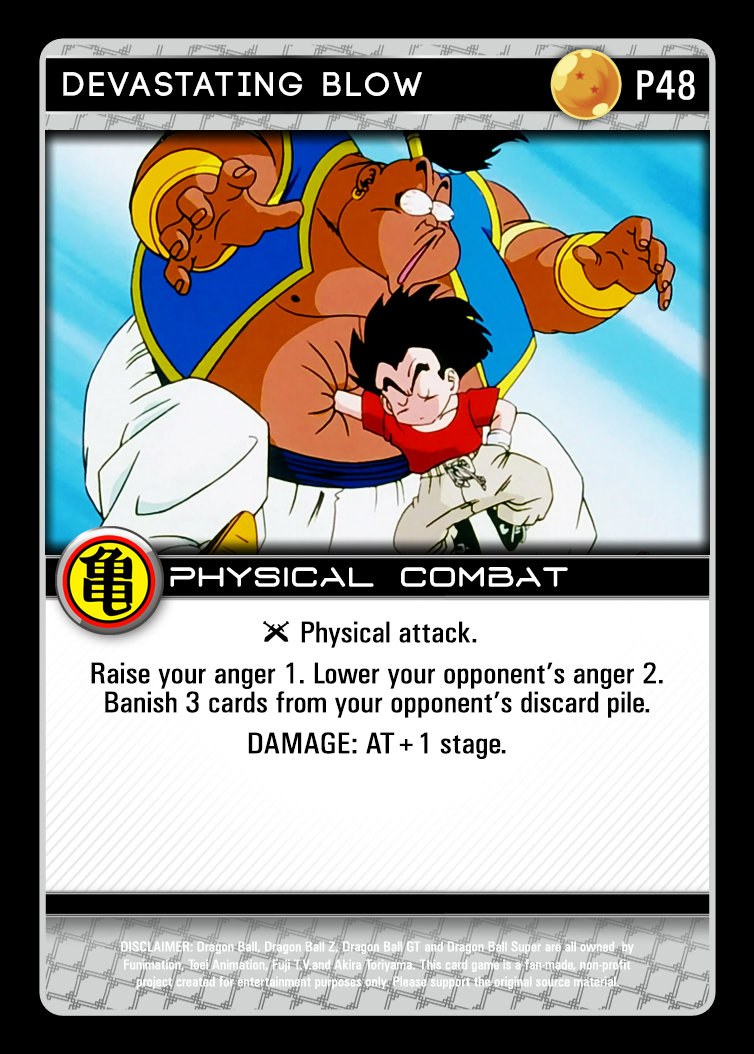 DEVASTATING BLOW
P48
亀
PHYSICAL COMBAT
Physical attack.
Raise your anger 1. Lower your opponent's anger 2.
Banish 3 cards from your opponent's discard pile.
DAMAGE: AT + 1 stage.
DISCLAIMER: Dragon Ball, Dragon Ball Z, Dragon Ball GT and Dragon Ball Super are all owned by
Funimation, Toei Animation, Fuji T.V.and Akira Toriyama. This card game is a fan-made, non-profit
project created for entertainment purposes only. Please support the original source material.